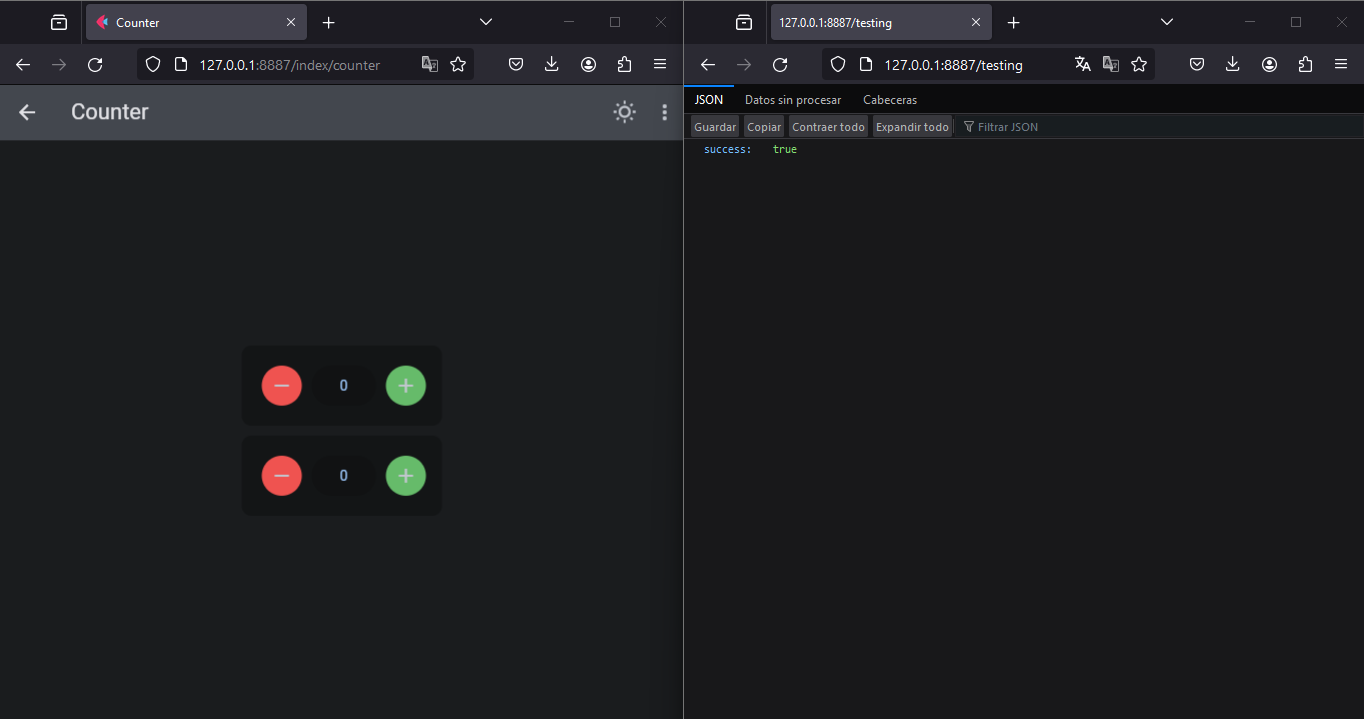 Counter
127.0.0.1:8887/index/counter
Counter
0
0
127.0.0.1:8887/testing
127.0.0.1:8887/testing
JSON Datos sin procesar Cabeceras
Guardar Copiar Contraer todo Expandir todo Filtrar JSON
success: true